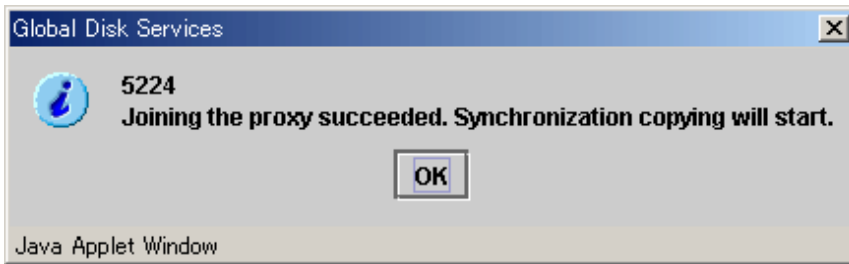 Global Disk Services
5224
Joining the proxy succeeded. Synchronization copying will start.
OK
Java Applet Window